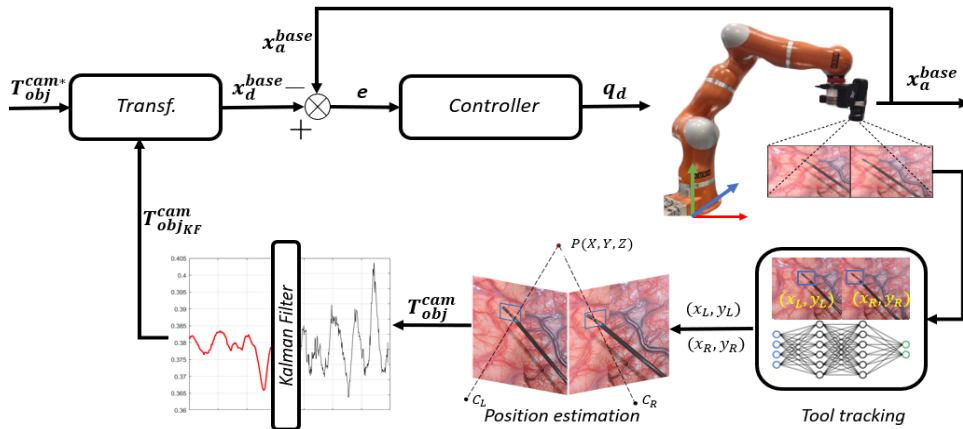 x_a^base
T_obj^cam*
Transf.
x_d^base
−
+
e
Controller
q_d
x_a^base
T_objKF^cam
0.405
0.4
0.395
0.39
0.385
0.38
0.375
0.37
0.365
0.36
Kalman Filter
T_obj^cam
P(X,Y,Z)
C_L
C_R
Position estimation
(x_L, y_L)
(x_R, y_R)
(x_L, y_L)
(x_R, y_R)
Tool tracking